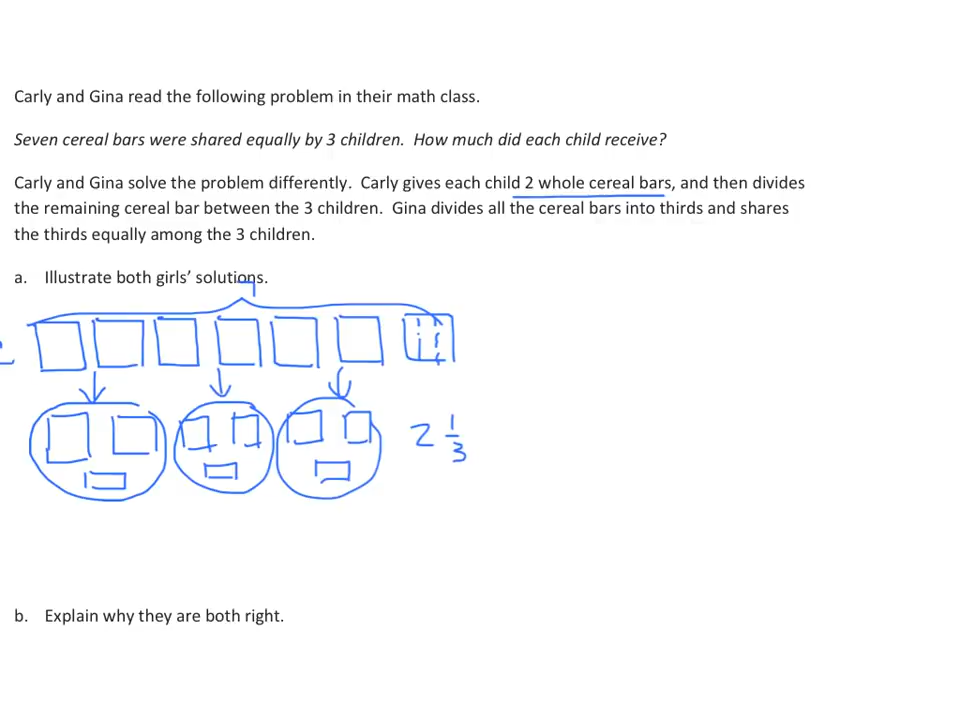 Carly and Gina read the following problem in their math class.
Seven cereal bars were shared equally by 3 children. How much did each child receive?
Carly and Gina solve the problem differently. Carly gives each child 2 whole cereal bars, and then divides
the remaining cereal bar between the 3 children. Gina divides all the cereal bars into thirds and shares
the thirds equally among the 3 children.
a. Illustrate both girls' solutions.
7
2 1/3
b. Explain why they are both right.